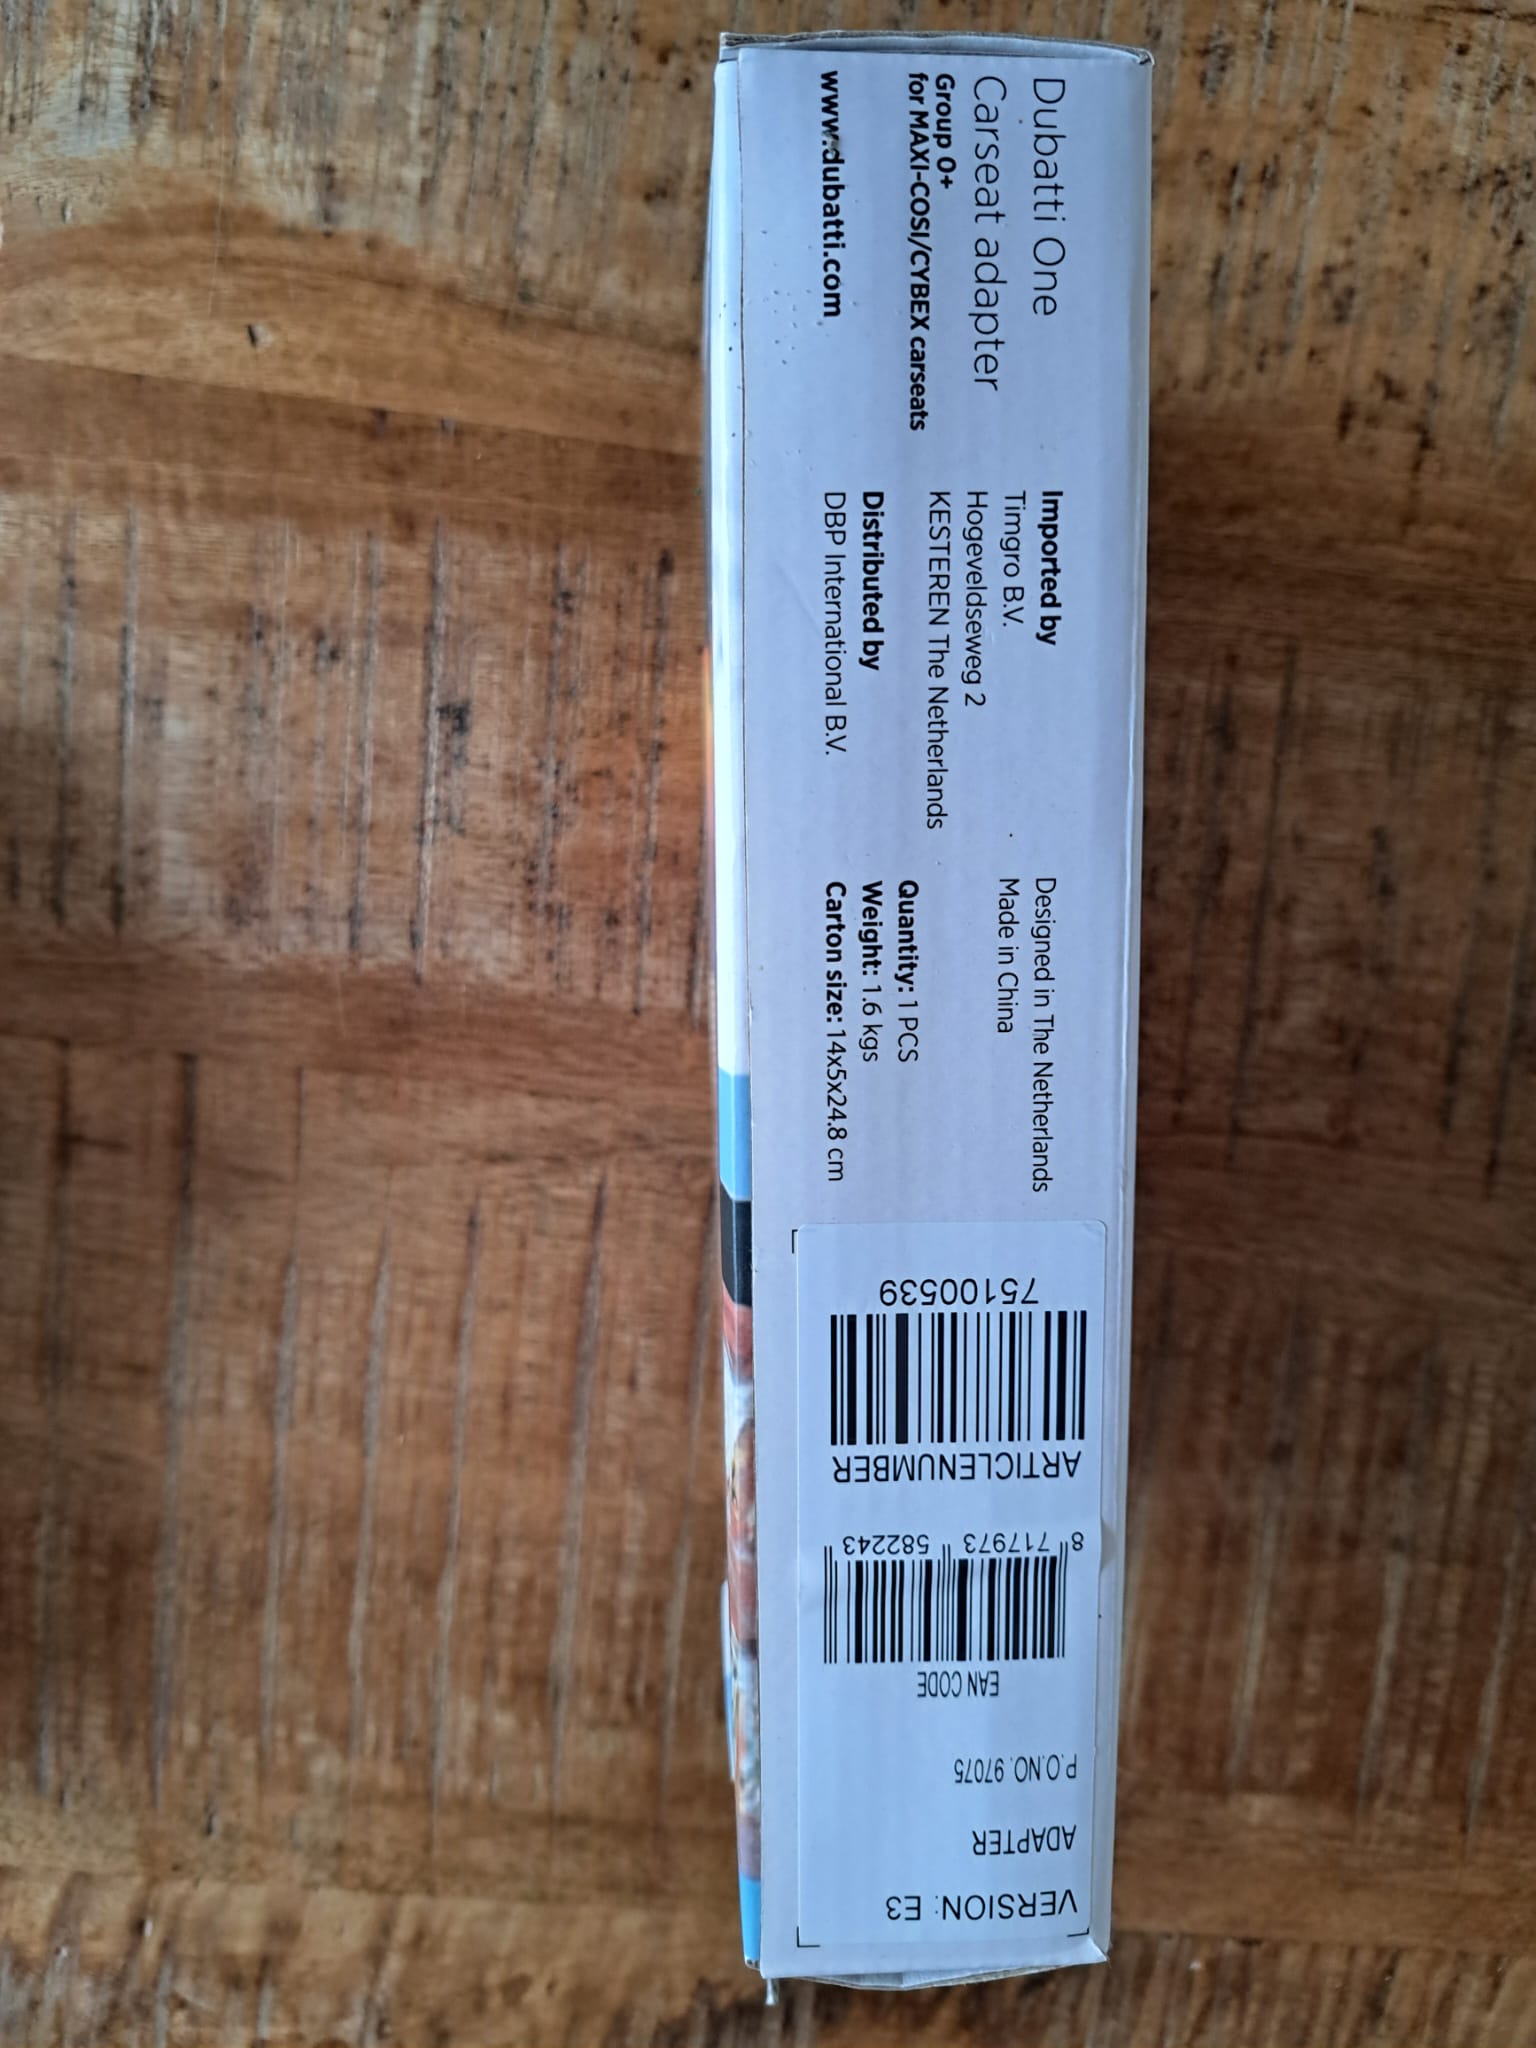 Dubatti One
Carseat adapter
Group 0+
for MAXI-COSI/CYBEX carseats
www.dubatti.com
Imported by
Timgro B.V.
Hogeveldseweg 2
KESTEREN The Netherlands
Distributed by
DBP International B.V.
Designed in The Netherlands
Made in China
Quantity: 1 PCS
Weight: 1.6 kgs
Carton size: 14x5x24.8 cm
VERSION: E3
ADAPTER
P.O.NO. 97075
EAN CODE
8 717973 582243
ARTICLENUMBER
75100539